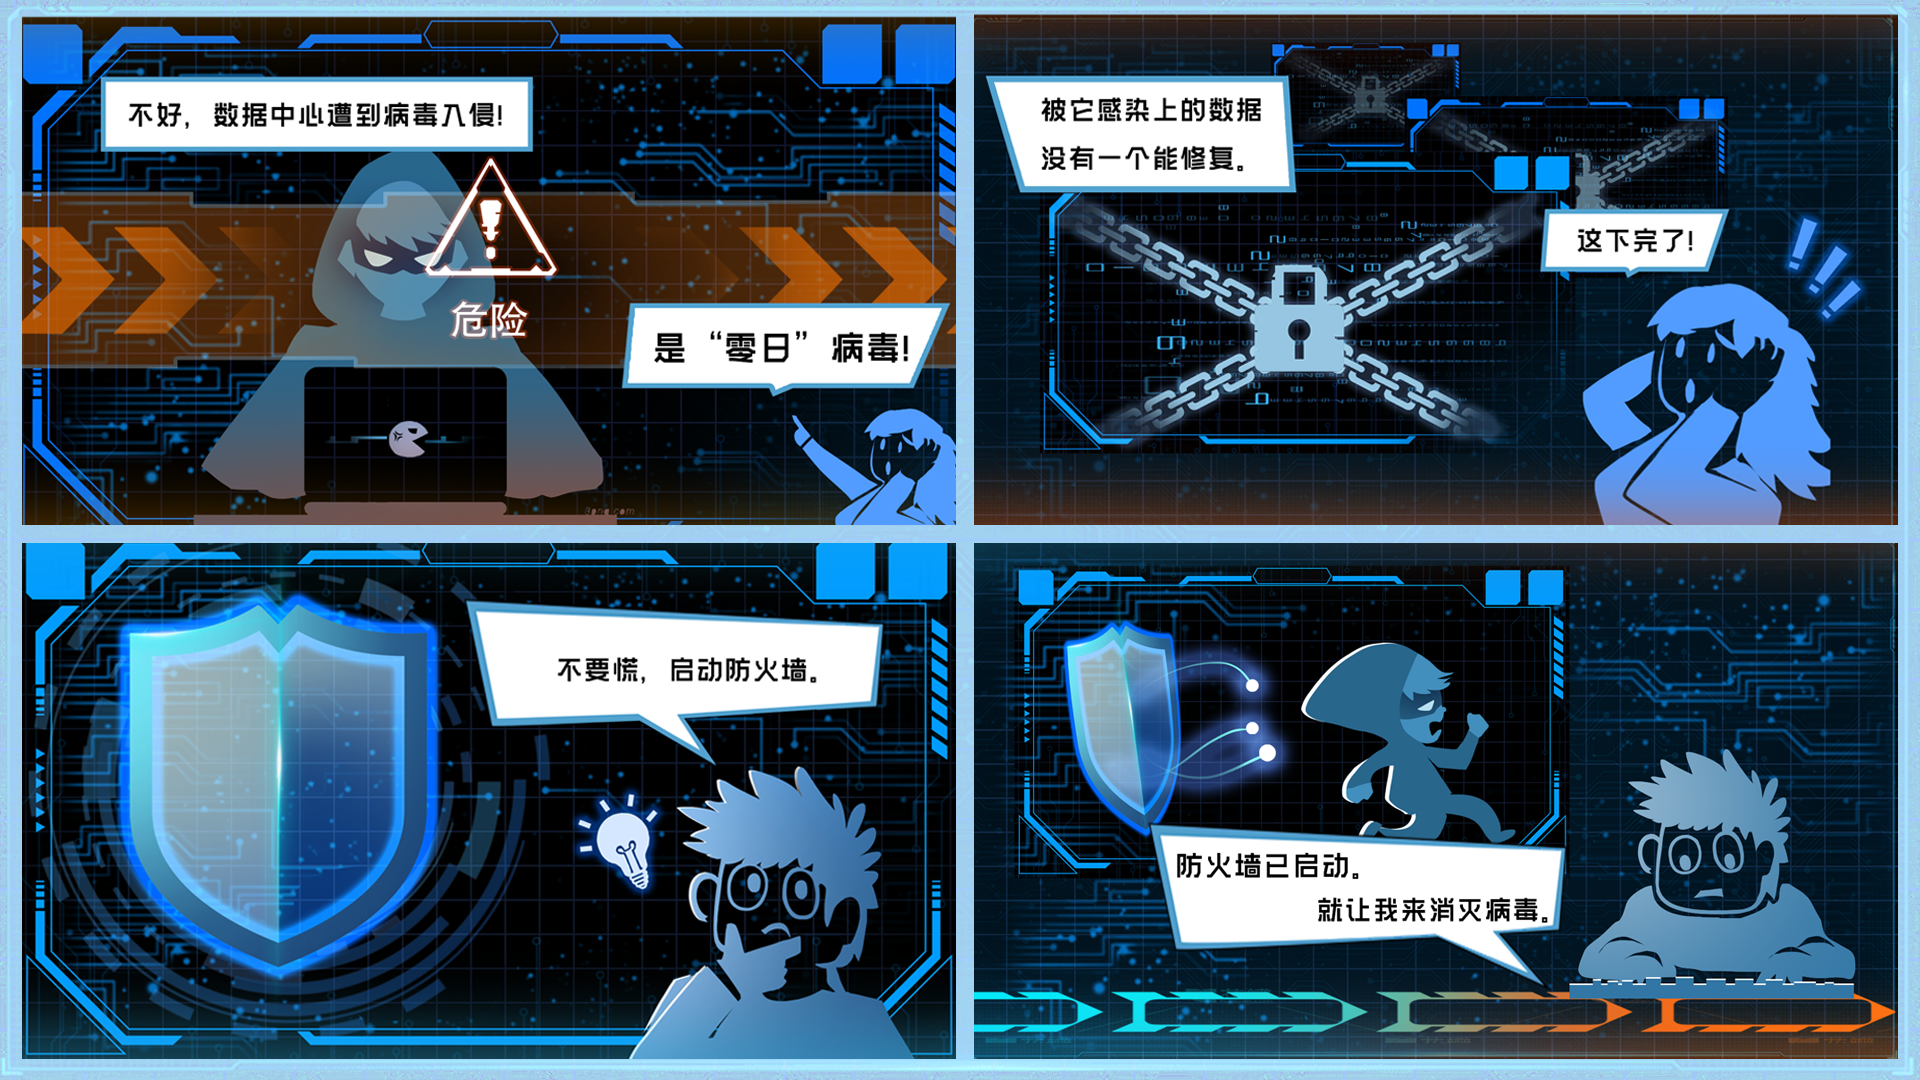 不好，数据中心遭到病毒入侵！
危险
是“零日”病毒！
被它感染上的数据
没有一个能修复。
这下完了！
不要慌，启动防火墙。
防火墙已启动。
就让我来消灭病毒。